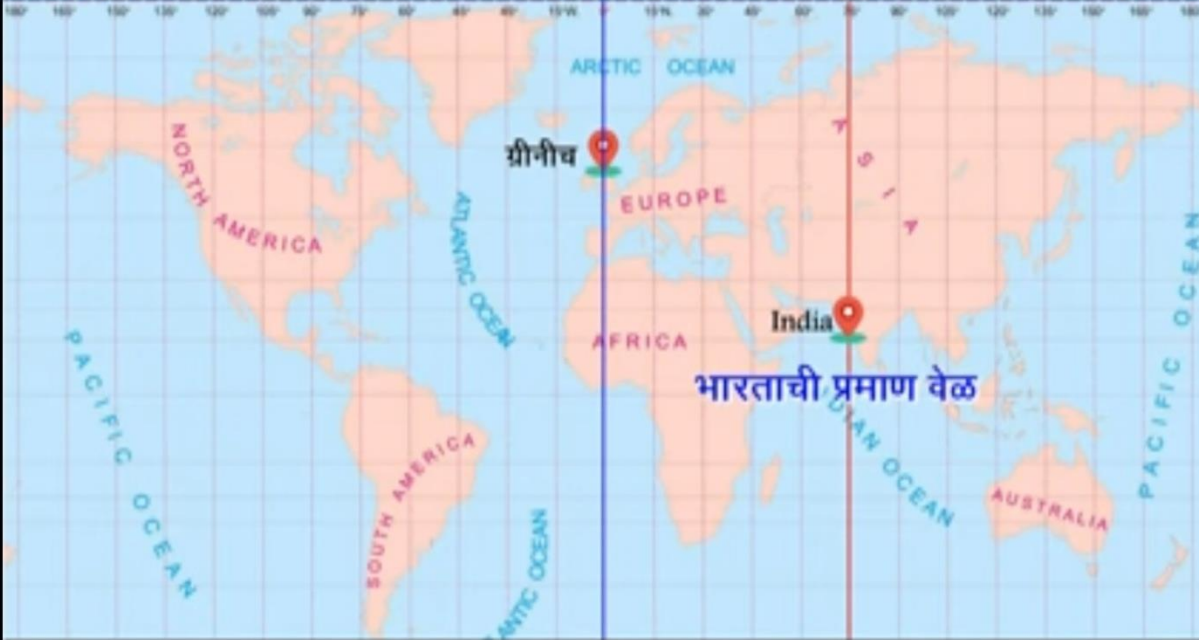 ARCTIC OCEAN
ग्रीनीच
NORTH AMERICA
EUROPE
ASIA
ATLANTIC OCEAN
India
AFRICA
भारताची प्रमाण वेळ
PACIFIC OCEAN
PACIFIC OCEAN
DIAN OCEAN
SOUTH AMERICA
AUSTRALIA
ANTIC OCEAN